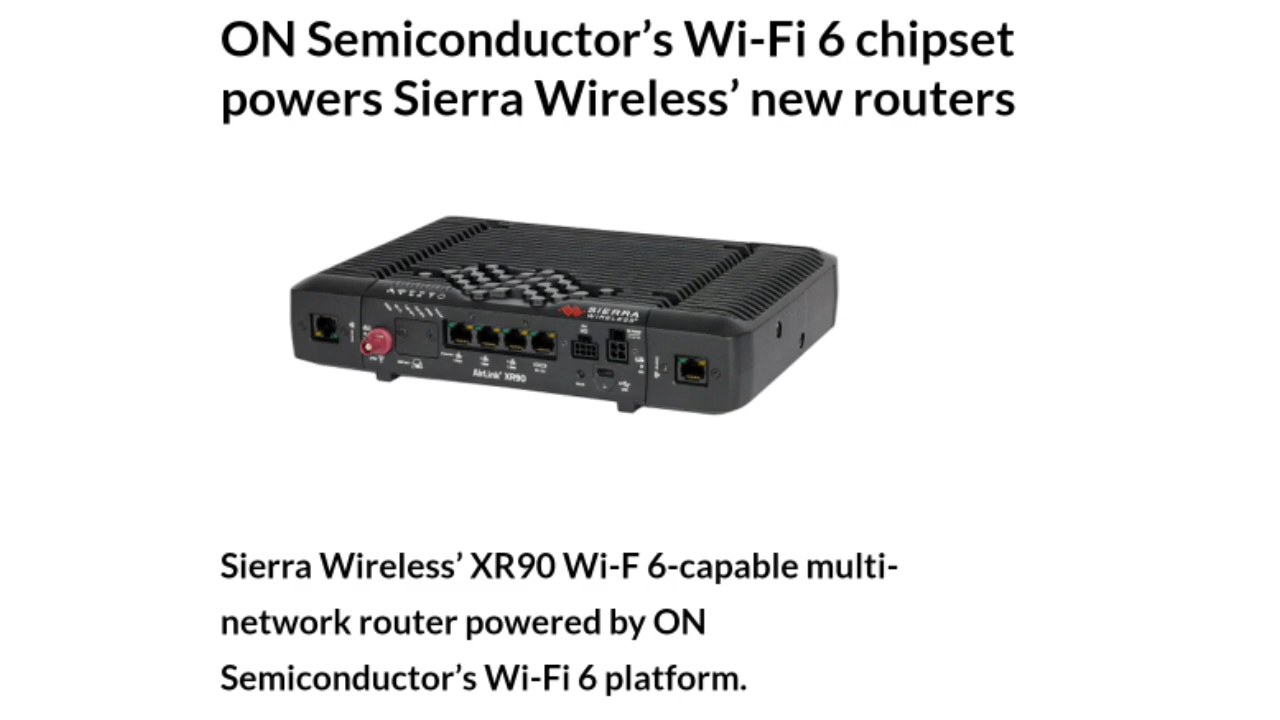 ON Semiconductor’s Wi-Fi 6 chipset
powers Sierra Wireless’ new routers
SIERRA
WIRELESS
AirLink® XR90
Sierra Wireless’ XR90 Wi-F 6-capable multi-
network router powered by ON
Semiconductor’s Wi-Fi 6 platform.